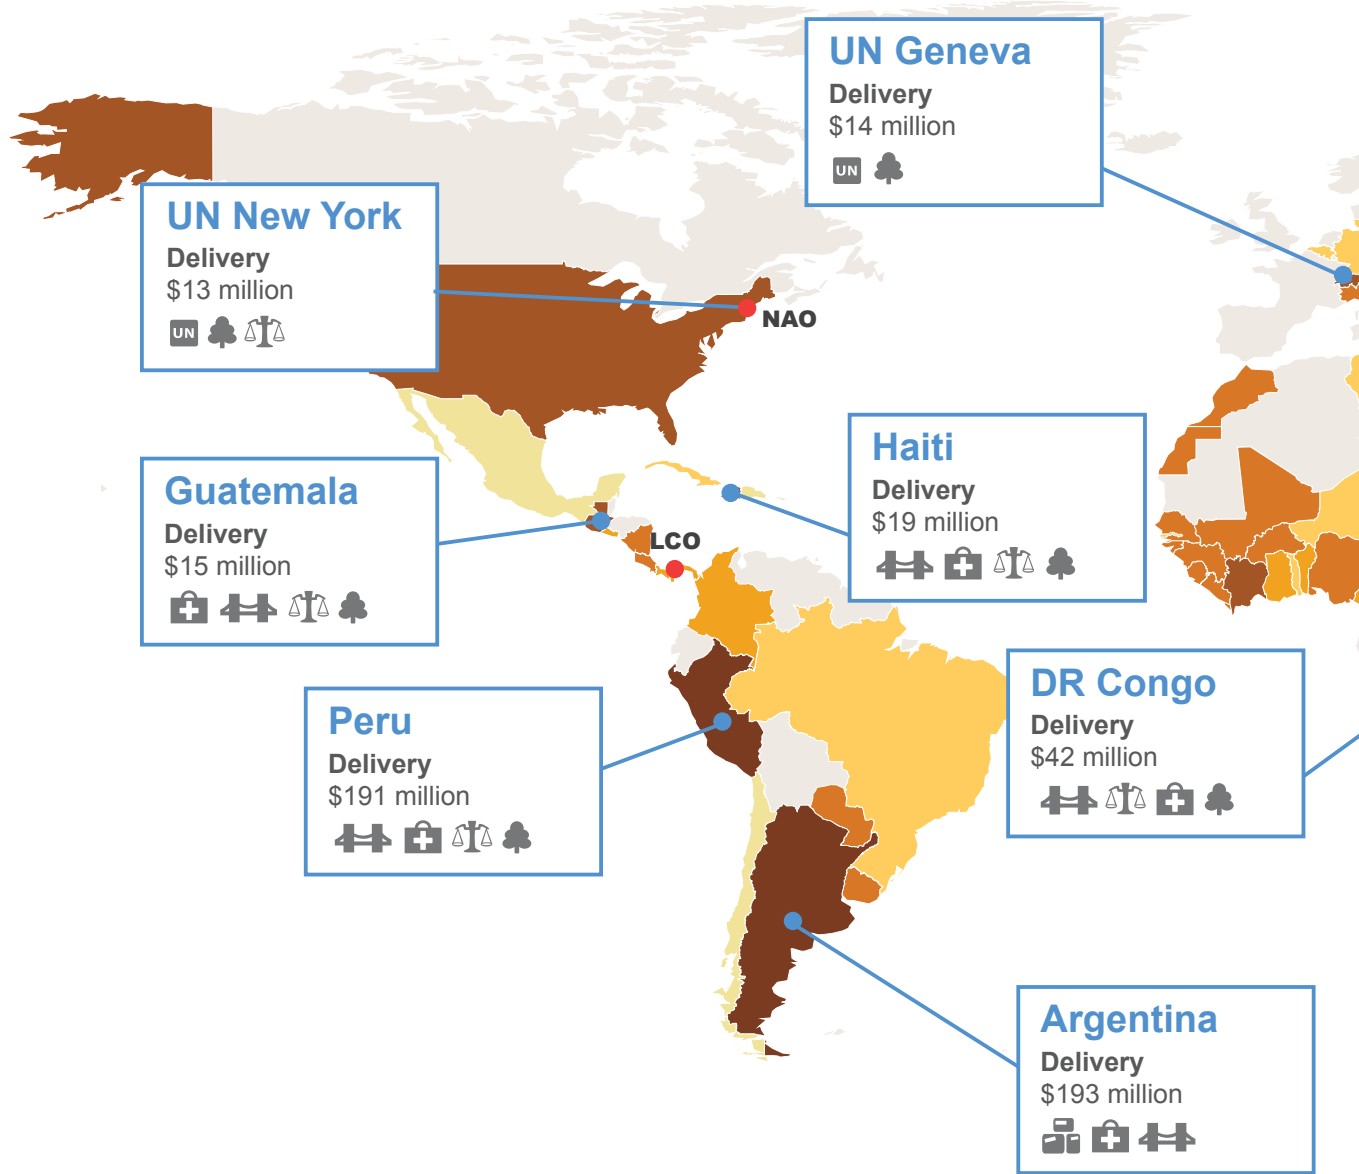 UN Geneva
Delivery
$14 million
UN
UN New York
Delivery
$13 million
UN
NAO
Haiti
Delivery
$19 million
Guatemala
Delivery
$15 million
LCO
DR Congo
Delivery
$42 million
Peru
Delivery
$191 million
Argentina
Delivery
$193 million